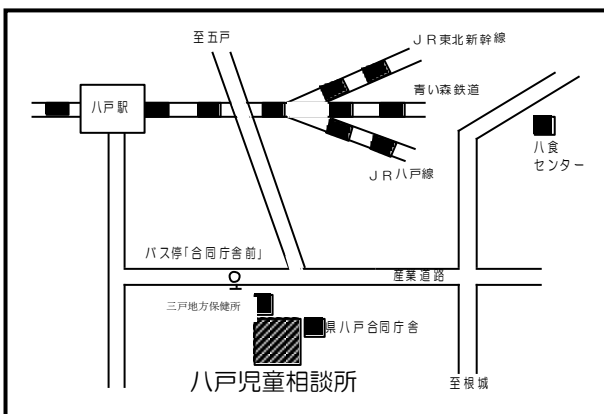 至五戸
JR東北新幹線
青い森鉄道
八戸駅
八食
センター
JR八戸線
バス停「合同庁舎前」
産業道路
三戸地方保健所
県八戸合同庁舎
八戸児童相談所
至根城